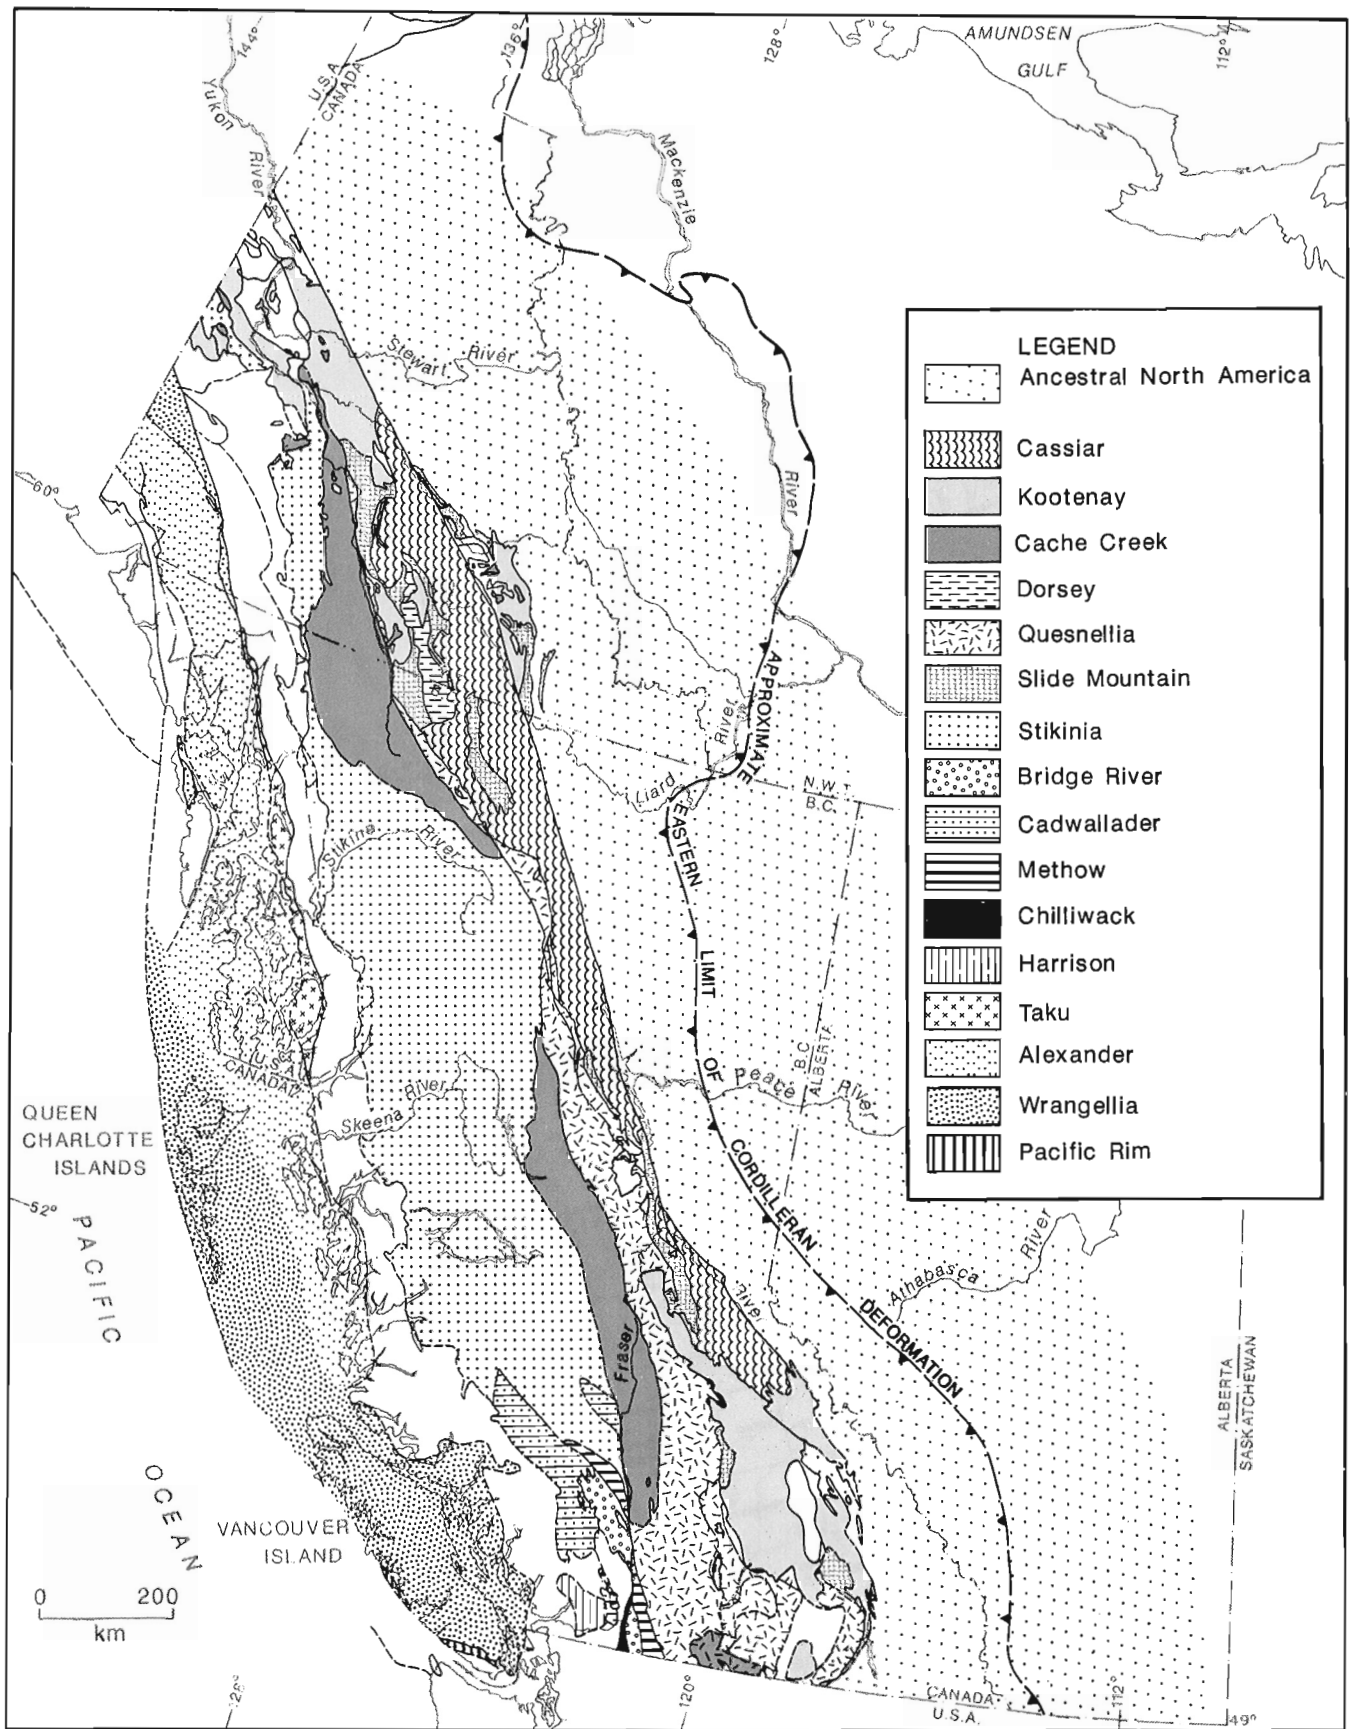 144°
136°
128°
112°
AMUNDSEN
GULF
U.S.A.
CANADA
Yukon
River
Mackenzie
River
Stewart River
LEGEND
Ancestral North America
Cassiar
Kootenay
Cache Creek
Dorsey
Quesnellia
Slide Mountain
Stikinia
Bridge River
Cadwallader
Methow
Chilliwack
Harrison
Taku
Alexander
Wrangellia
Pacific Rim
60°
APPROXIMATE
EASTERN
LIMIT
OF
CORDILLERAN
DEFORMATION
Liard
River
N.W.T.
B.C.
Stikine
River
B.C.
ALBERTA
Peace
River
U.S.A.
CANADA
Skeena
River
QUEEN
CHARLOTTE
ISLANDS
52°
PACIFIC
OCEAN
Athabasca
River
Fraser
River
ALBERTA
SASKATCHEWAN
VANCOUVER
ISLAND
0 200
km
128°
120°
112°
CANADA
U.S.A.
49°